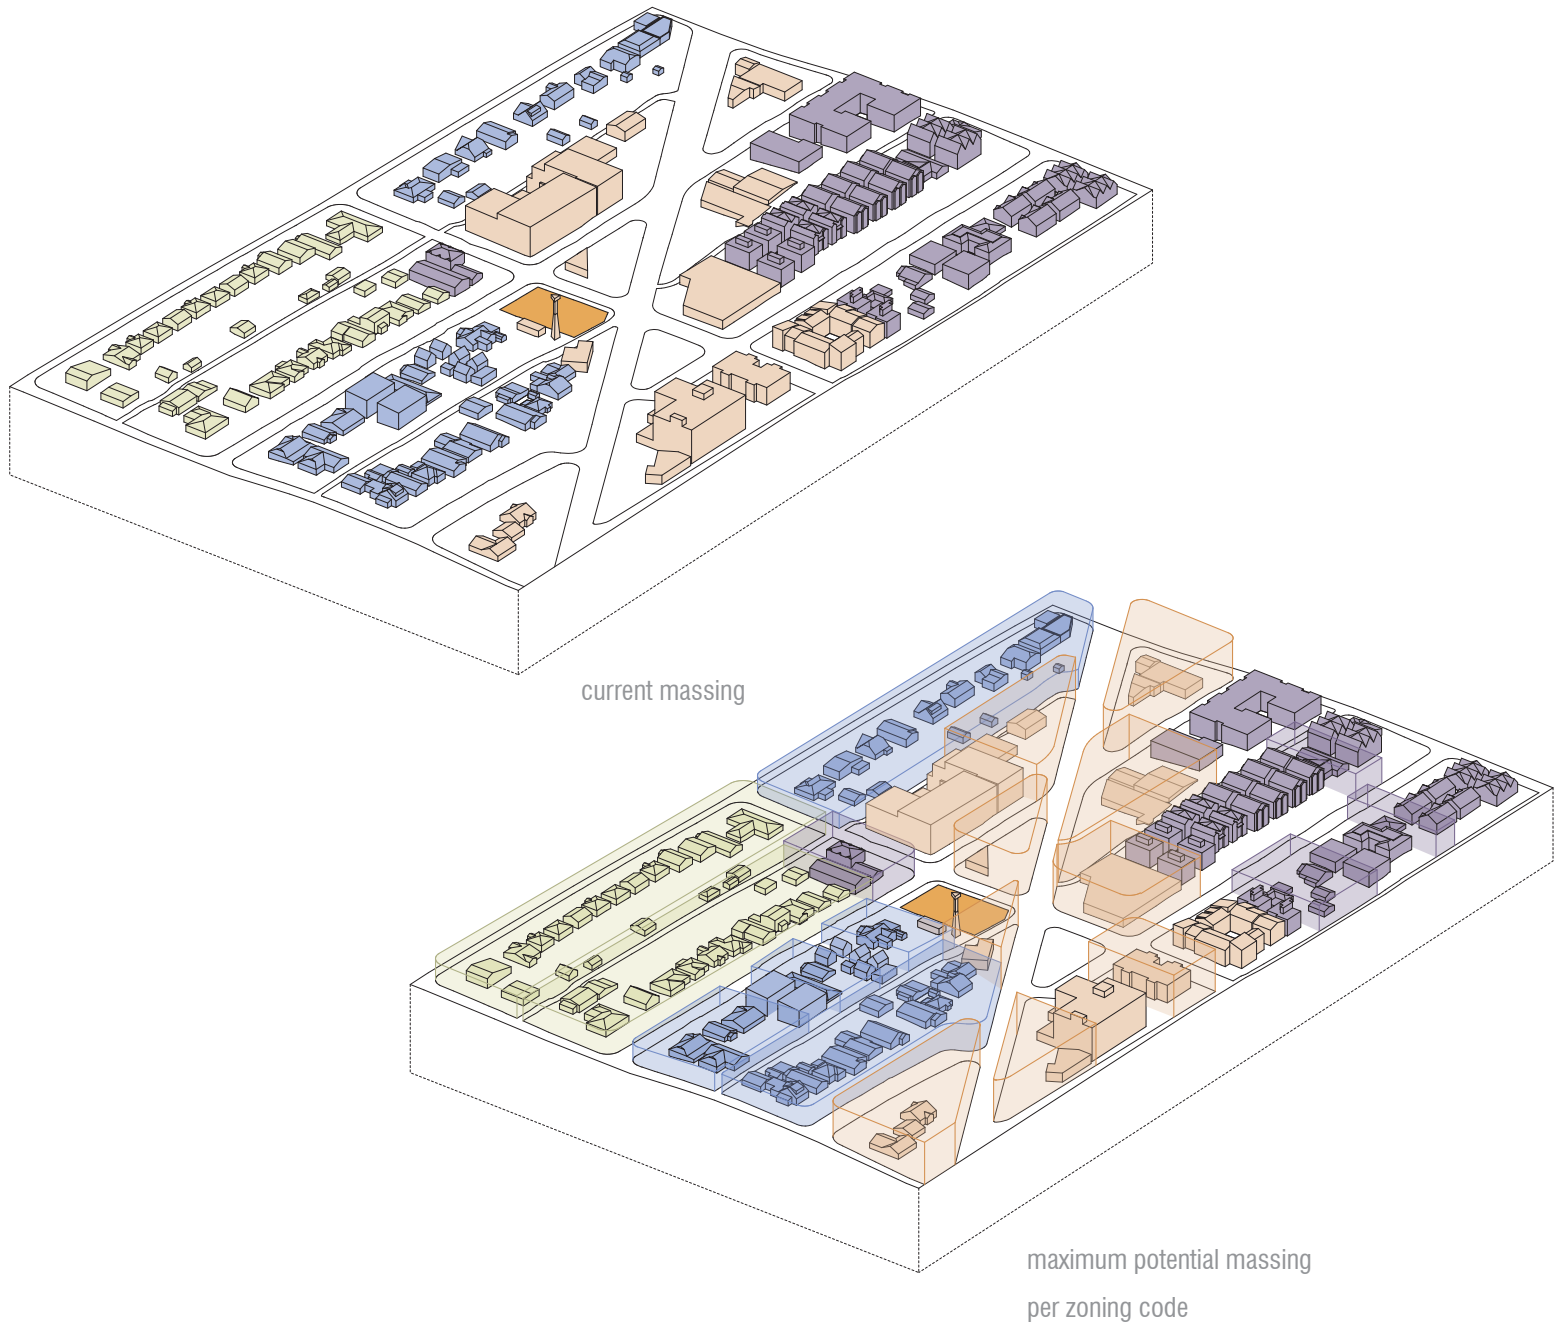 current massing
maximum potential massing
per zoning code